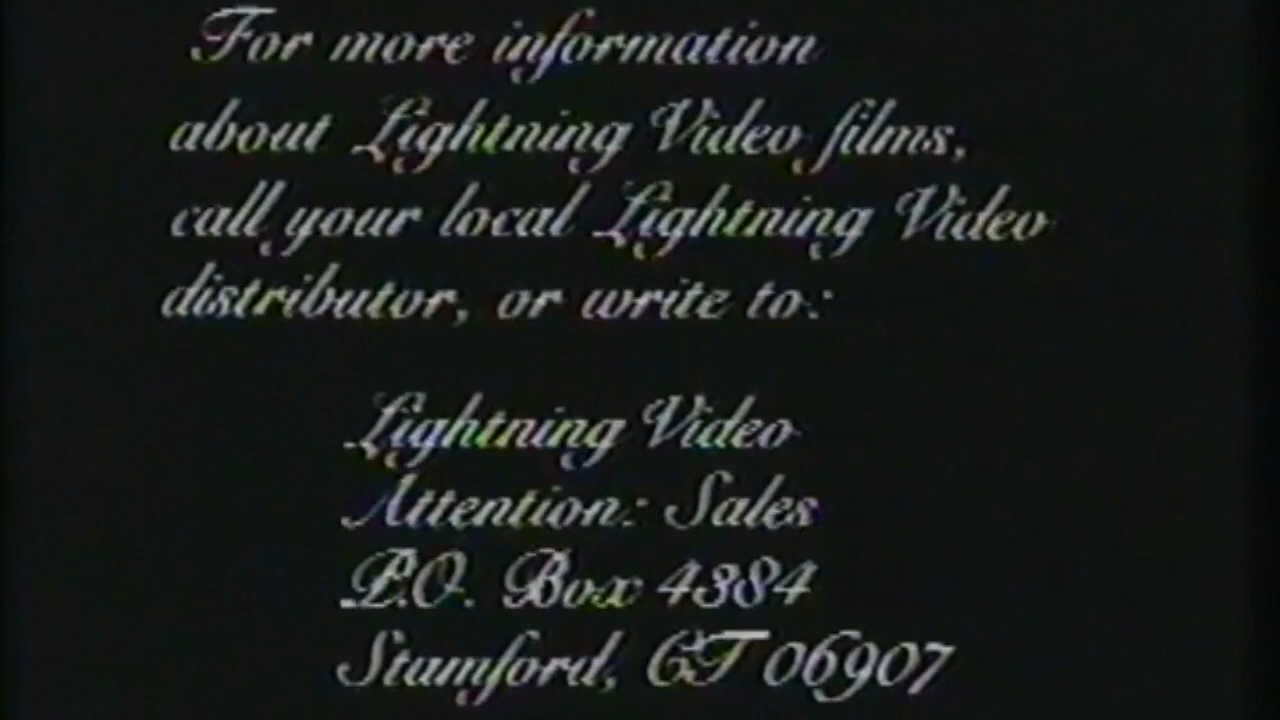 For more information
about Lightning Video films,
call your local Lightning Video
distributor, or write to:
Lightning Video
Attention: Sales
P.O. Box 4384
Stamford, CT 06907